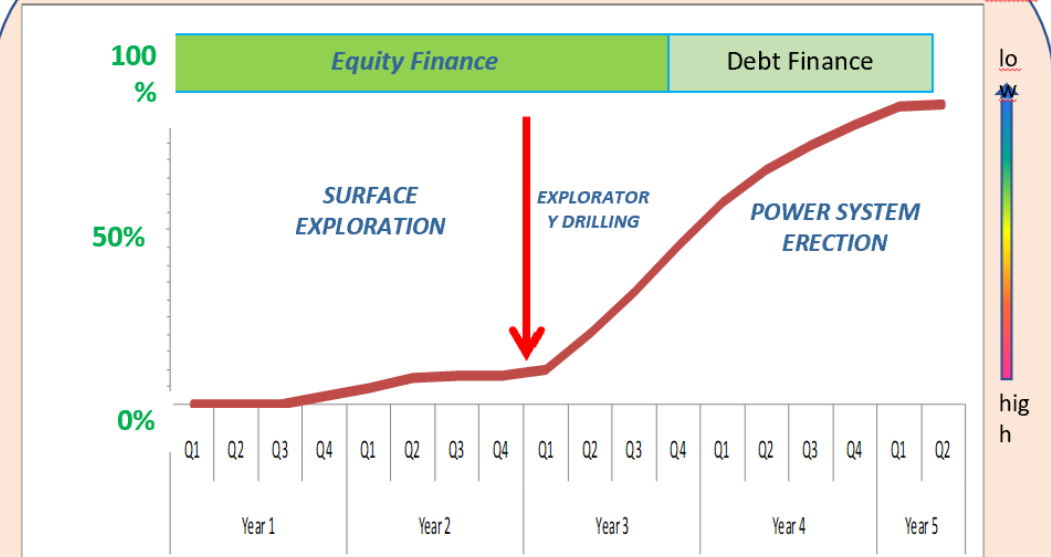 100
%
Equity Finance
Debt Finance
lo
w
SURFACE
EXPLORATION
EXPLORATOR
Y DRILLING
POWER SYSTEM
ERECTION
50%
0%
hig
h
Q1 Q2 Q3 Q4 Q1 Q2 Q3 Q4 Q1 Q2 Q3 Q4 Q1 Q2 Q3 Q4 Q1 Q2
Year 1 Year 2 Year 3 Year 4 Year 5